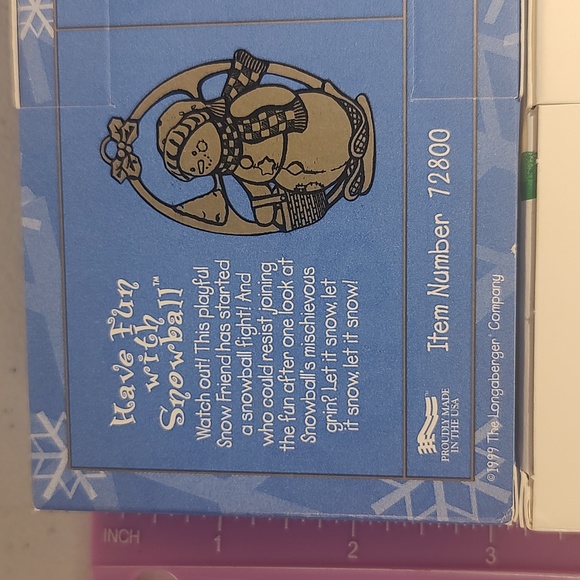 Have Fun
with
Snowball™
Watch out! This playful
Snow Friend has started
a snowball fight! And
who could resist joining
the fun after one look at
Snowball's mischievous
grin? Let it snow, let
it snow, let it snow!
Item Number 72800
PROUDLY MADE
IN THE USA
©1999 The Longaberger® Company
INCH 1 2 3